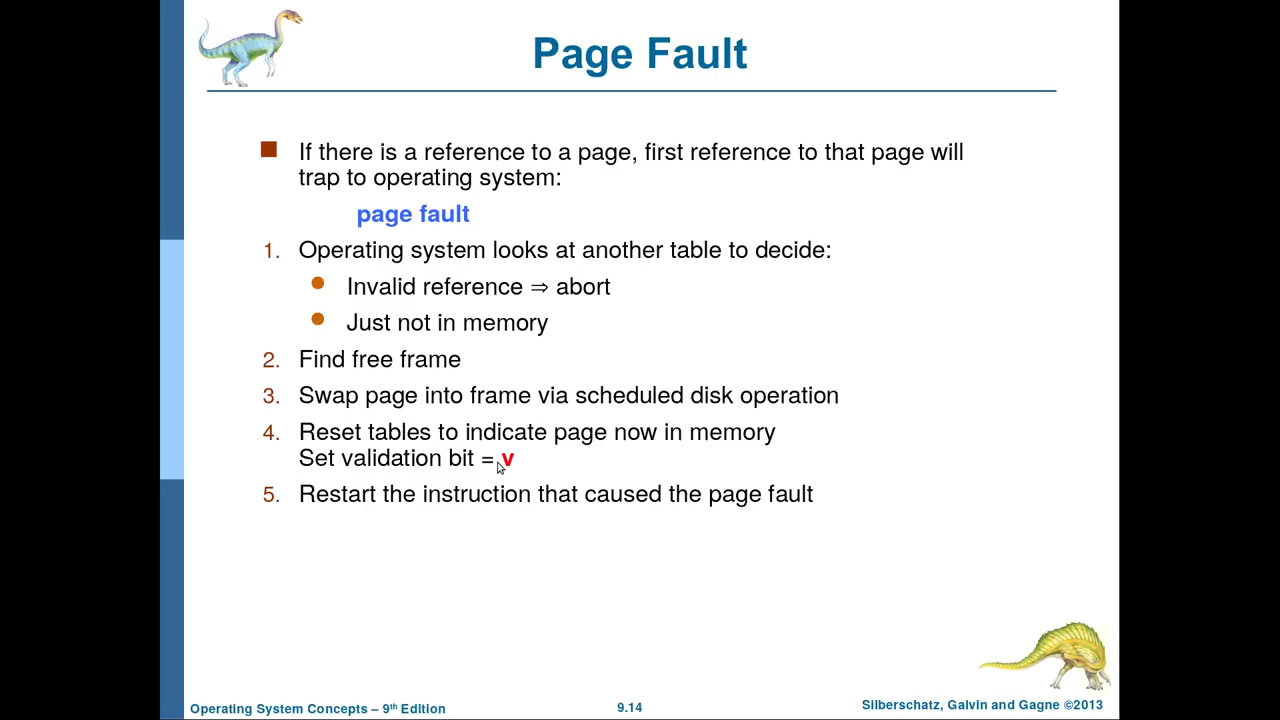 Page Fault
If there is a reference to a page, first reference to that page will
trap to operating system:
page fault
1. Operating system looks at another table to decide:
Invalid reference ⇒ abort
Just not in memory
2. Find free frame
3. Swap page into frame via scheduled disk operation
4. Reset tables to indicate page now in memory
Set validation bit = v
5. Restart the instruction that caused the page fault
Operating System Concepts – 9th Edition
9.14
Silberschatz, Galvin and Gagne ©2013